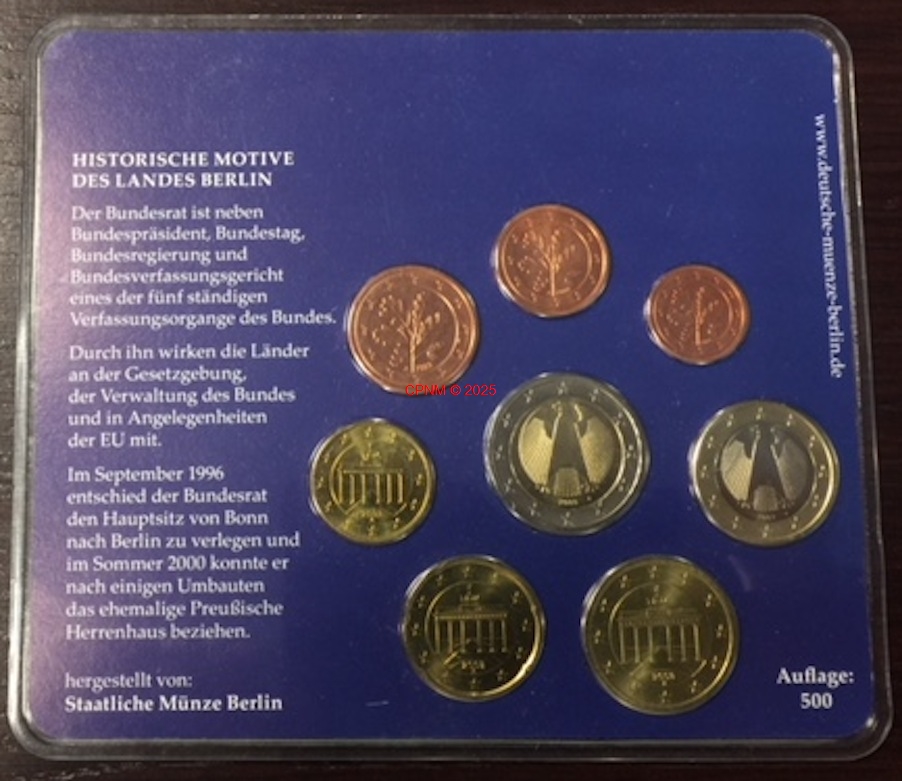 HISTORISCHE MOTIVE
DES LANDES BERLIN
Der Bundesrat ist neben
Bundespräsident, Bundestag,
Bundesregierung und
Bundesverfassungsgericht
eines der fünf ständigen
Verfassungsorgange des Bundes.
Durch ihn wirken die Länder
an der Gesetzgebung,
der Verwaltung des Bundes
und in Angelegenheiten
der EU mit.
Im September 1996
entschied der Bundesrat
den Hauptsitz von Bonn
nach Berlin zu verlegen und
im Sommer 2000 konnte er
nach einigen Umbauten
das ehemalige Preußische
Herrenhaus beziehen.
hergestellt von:
Staatliche Münze Berlin
www.deutsche-muenze-berlin.de
CPNM © 2025
Auflage:
500